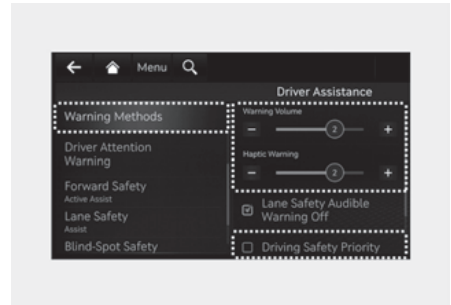 Menu
Driver Assistance
Warning Methods
Driver Attention
Warning
Forward Safety
Active Assist
Lane Safety
Assist
Blind-Spot Safety
Warning Volume
2
Haptic Warning
2
Lane Safety Audible
Warning Off
Driving Safety Priority